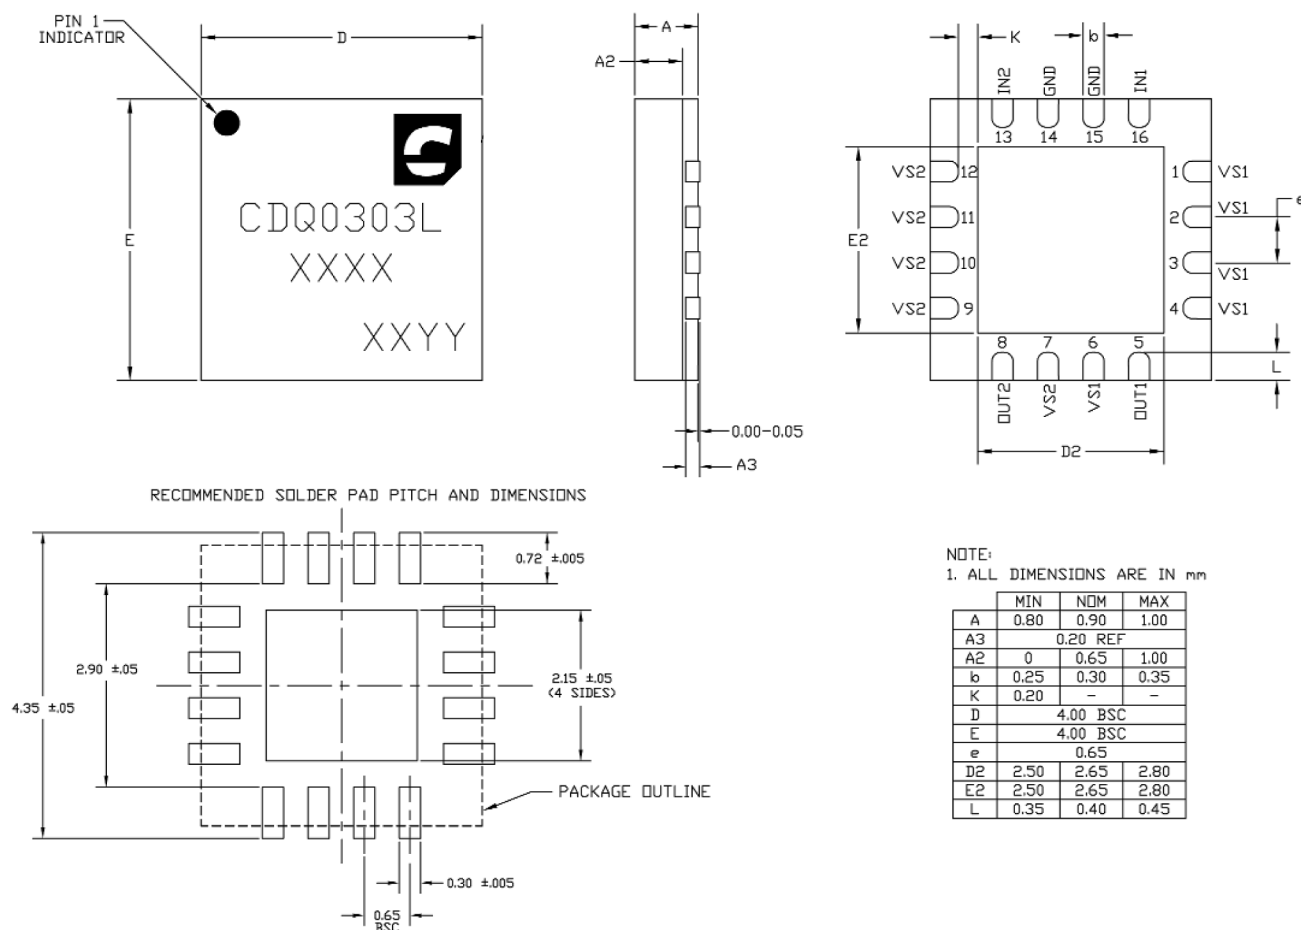 PIN 1
INDICATOR
D
E
CDQ0303L
XXXX
XXYY
A
A2
0.00-0.05
A3
K
b
IN2
GND
GND
IN1
13
14
15
16
VS2
12
1
VS1
VS2
11
2
VS1
e
E2
VS2
10
3
VS1
VS2
9
4
VS1
8
7
6
5
L
OUT2
VS2
VS1
OUT1
D2
RECOMMENDED SOLDER PAD PITCH AND DIMENSIONS
0.72 ±.005
2.90 ±.05
4.35 ±.05
2.15 ±.05
(4 SIDES)
PACKAGE OUTLINE
0.30 ±.005
0.65
BSC
NOTE:
1. ALL DIMENSIONS ARE IN mm
MIN NOM MAX
A 0.80 0.90 1.00
A3 0.20 REF
A2 0 0.65 1.00
b 0.25 0.30 0.35
K 0.20 - -
D 4.00 BSC
E 4.00 BSC
e 0.65
D2 2.50 2.65 2.80
E2 2.50 2.65 2.80
L 0.35 0.40 0.45